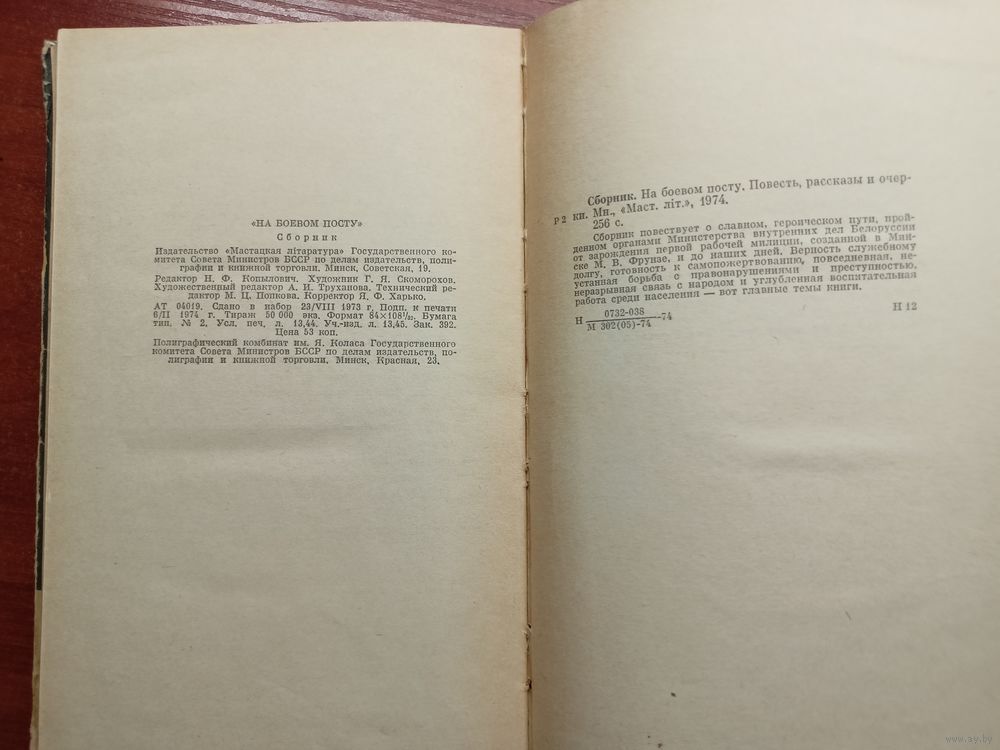 «НА БОЕВОМ ПОСТУ»
Сборник
Издательство «Мастацкая літаратура» Государственного ко-
митета Совета Министров БССР по делам издательств, поли-
графии и книжной торговли. Минск, Советская, 19.
Редактор Н. Ф. Копылович. Художник Г. Я. Скоморохов.
Художественный редактор А. И. Труханова. Технический ре-
дактор М. Ц. Попкова. Корректор Я. Ф. Харько.
АТ 04019. Сдано в набор 23/VIII 1973 г. Подп. к печати
6/II 1974 г. Тираж 50 000 экз. Формат 84×108¹/₃₂. Бумага
тип. № 2. Усл. печ. л. 13,44. Уч.-изд. л. 13,45. Зак. 392.
Цена 53 коп.
Полиграфический комбинат им. Я. Коласа Государственного
комитета Совета Министров БССР по делам издательств, по-
лиграфии и книжной торговли. Минск, Красная, 23.
Сборник. На боевом посту. Повесть, рассказы и очер-
Р 2 ки. Мн., «Маст. літ.», 1974.
256 с.
Сборник повествует о славном, героическом пути, прой-
денном органами Министерства внутренних дел Белоруссии
от зарождения первой рабочей милиции, созданной в Мин-
ске М. В. Фрунзе, и до наших дней. Верность служебному
долгу, готовность к самопожертвованию, повседневная, не-
устанная борьба с правонарушениями и преступностью,
неразрывная связь с народом и углубленная воспитательная
работа среди населения — вот главные темы книги.
Н 0732-038 -74
М 302(05)-74
Н 12
www.ay.by